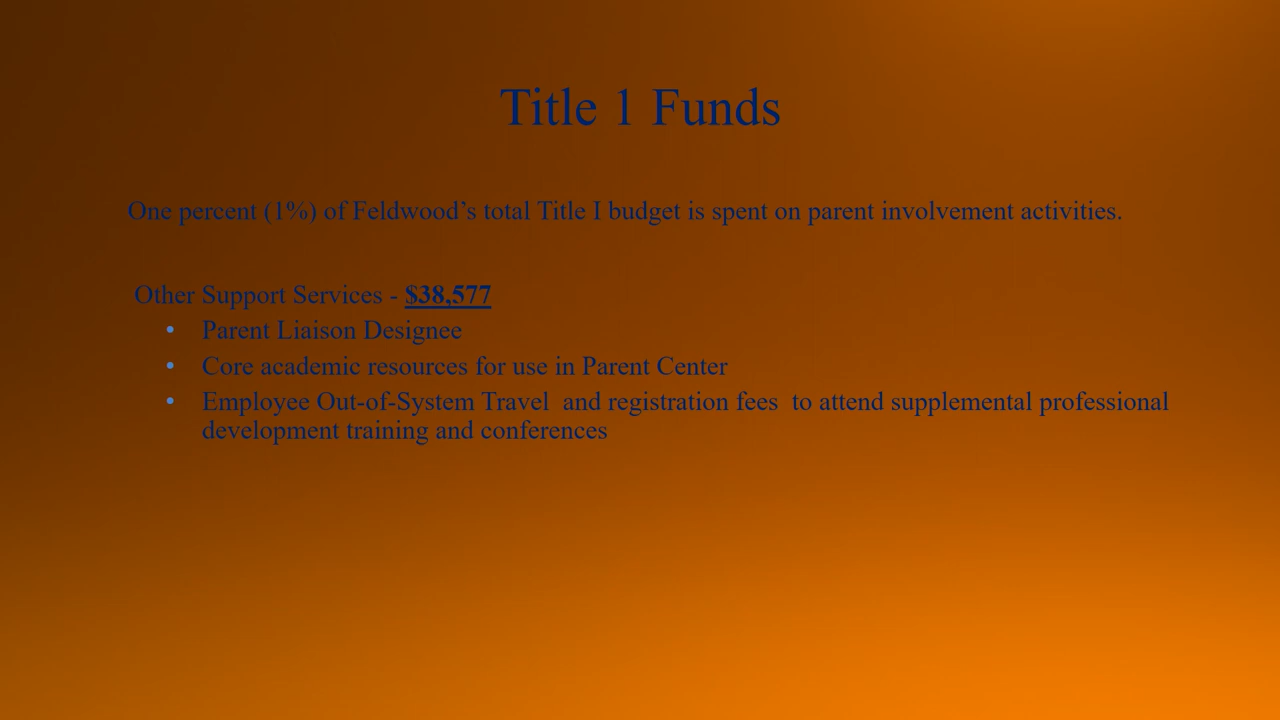 Title 1 Funds
One percent (1%) of Feldwood’s total Title I budget is spent on parent involvement activities.
Other Support Services - $38,577
• Parent Liaison Designee
• Core academic resources for use in Parent Center
• Employee Out-of-System Travel  and registration fees  to attend supplemental professional
development training and conferences